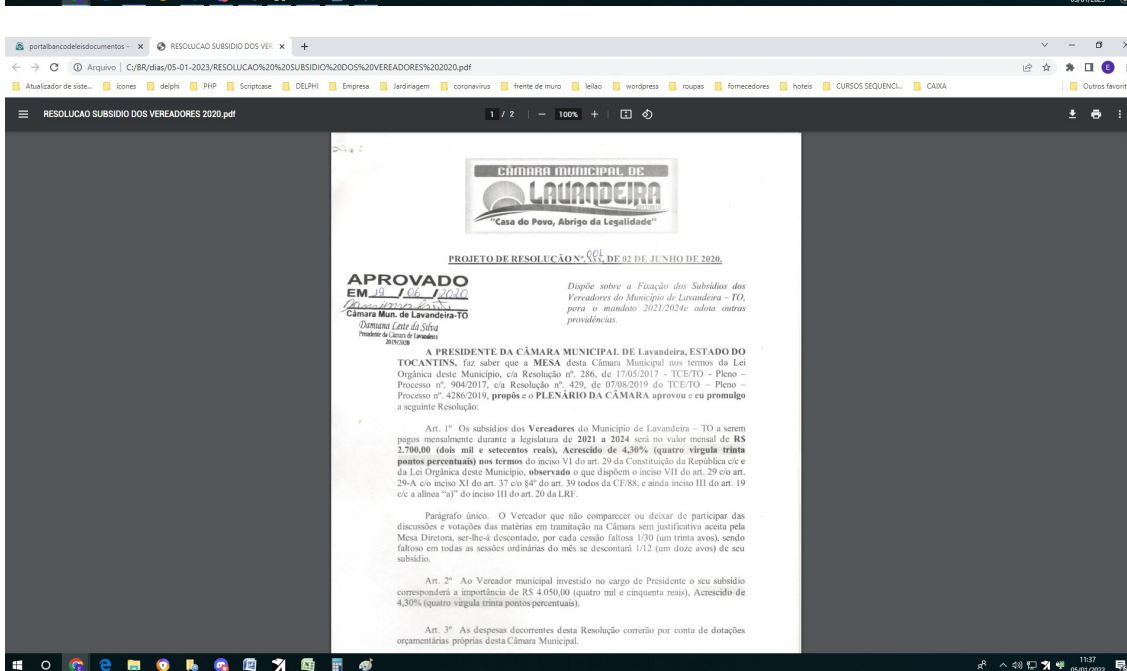 05/01/2023
portalbancodeleisdocumentos –
RESOLUCAO SUBSIDIO DOS VER
Arquivo | C:/BR/dias/05-01-2023/RESOLUCAO%20%20SUBSIDIO%20DOS%20VEREADORES%202020.pdf
Atualizador de siste... ícones delphi PHP Scriptcase DELPHI Empresa Jardinagem coronavirus frente de muro leilao wordpress roupas fornecedores hoteis CURSOS SEQUENCI... CAIXA Outros favorit
RESOLUCAO SUBSIDIO DOS VEREADORES 2020.pdf 1 / 2 100%
CÂMARA MUNICIPAL DE
LAVANDEIRA
"Casa do Povo, Abrigo da Legalidade"
PROJETO DE RESOLUÇÃO Nº. 001, DE 02 DE JUNHO DE 2020.
APROVADO
EM 19 / 06 / 2020
Câmara Mun. de Lavandeira-TO
Damiana Leite da Silva
Presidente da Câmara de Lavandeira
2019/2020
Dispõe sobre a Fixação dos Subsídios dos
Vereadores do Município de Lavandeira – TO,
para o mandato 2021/2024e adota outras
providências.
A PRESIDENTE DA CÂMARA MUNICIPAL DE Lavandeira, ESTADO DO
TOCANTINS, faz saber que a MESA desta Câmara Municipal nos termos da Lei
Orgânica deste Município, c/a Resolução nº. 286, de 17/05/2017 - TCE/TO - Pleno –
Processo nº. 904/2017, c/a Resolução nº. 429, de 07/08/2019 do TCE/TO – Pleno –
Processo nº. 4286/2019, propôs e o PLENÁRIO DA CÂMARA aprovou e eu promulgo
a seguinte Resolução:
Art. 1º Os subsídios dos Vereadores do Município de Lavandeira – TO a serem
pagos mensalmente durante a legislatura de 2021 a 2024 será no valor mensal de R$
2.700,00 (dois mil e setecentos reais), Acrescido de 4,30% (quatro virgula trinta
pontos percentuais) nos termos do inciso VI do art. 29 da Constituição da República c/c e
da Lei Orgânica deste Município, observado o que dispõem o inciso VII do art. 29 c/o art.
29-A c/o inciso XI do art. 37 c/o §4º do art. 39 todos da CF/88, e ainda inciso III do art. 19
c/c a alínea "a)" do inciso III do art. 20 da LRF.
Parágrafo único. O Vereador que não comparecer ou deixar de participar das
discussões e votações das matérias em tramitação na Câmara sem justificativa aceita pela
Mesa Diretora, ser-lhe-á descontado, por cada cessão faltosa 1/30 (um trinta avos), sendo
faltoso em todas as sessões ordinárias do mês se descontará 1/12 (um doze avos) de seu
subsídio.
Art. 2º Ao Vereador municipal investido no cargo de Presidente o seu subsídio
corresponderá a importância de R$ 4.050,00 (quatro mil e cinquenta reais), Acrescido de
4,30% (quatro virgula trinta pontos percentuais).
Art. 3º As despesas decorrentes desta Resolução correrão por conta de dotações
orçamentárias próprias desta Câmara Municipal.
11:37
05/01/2023